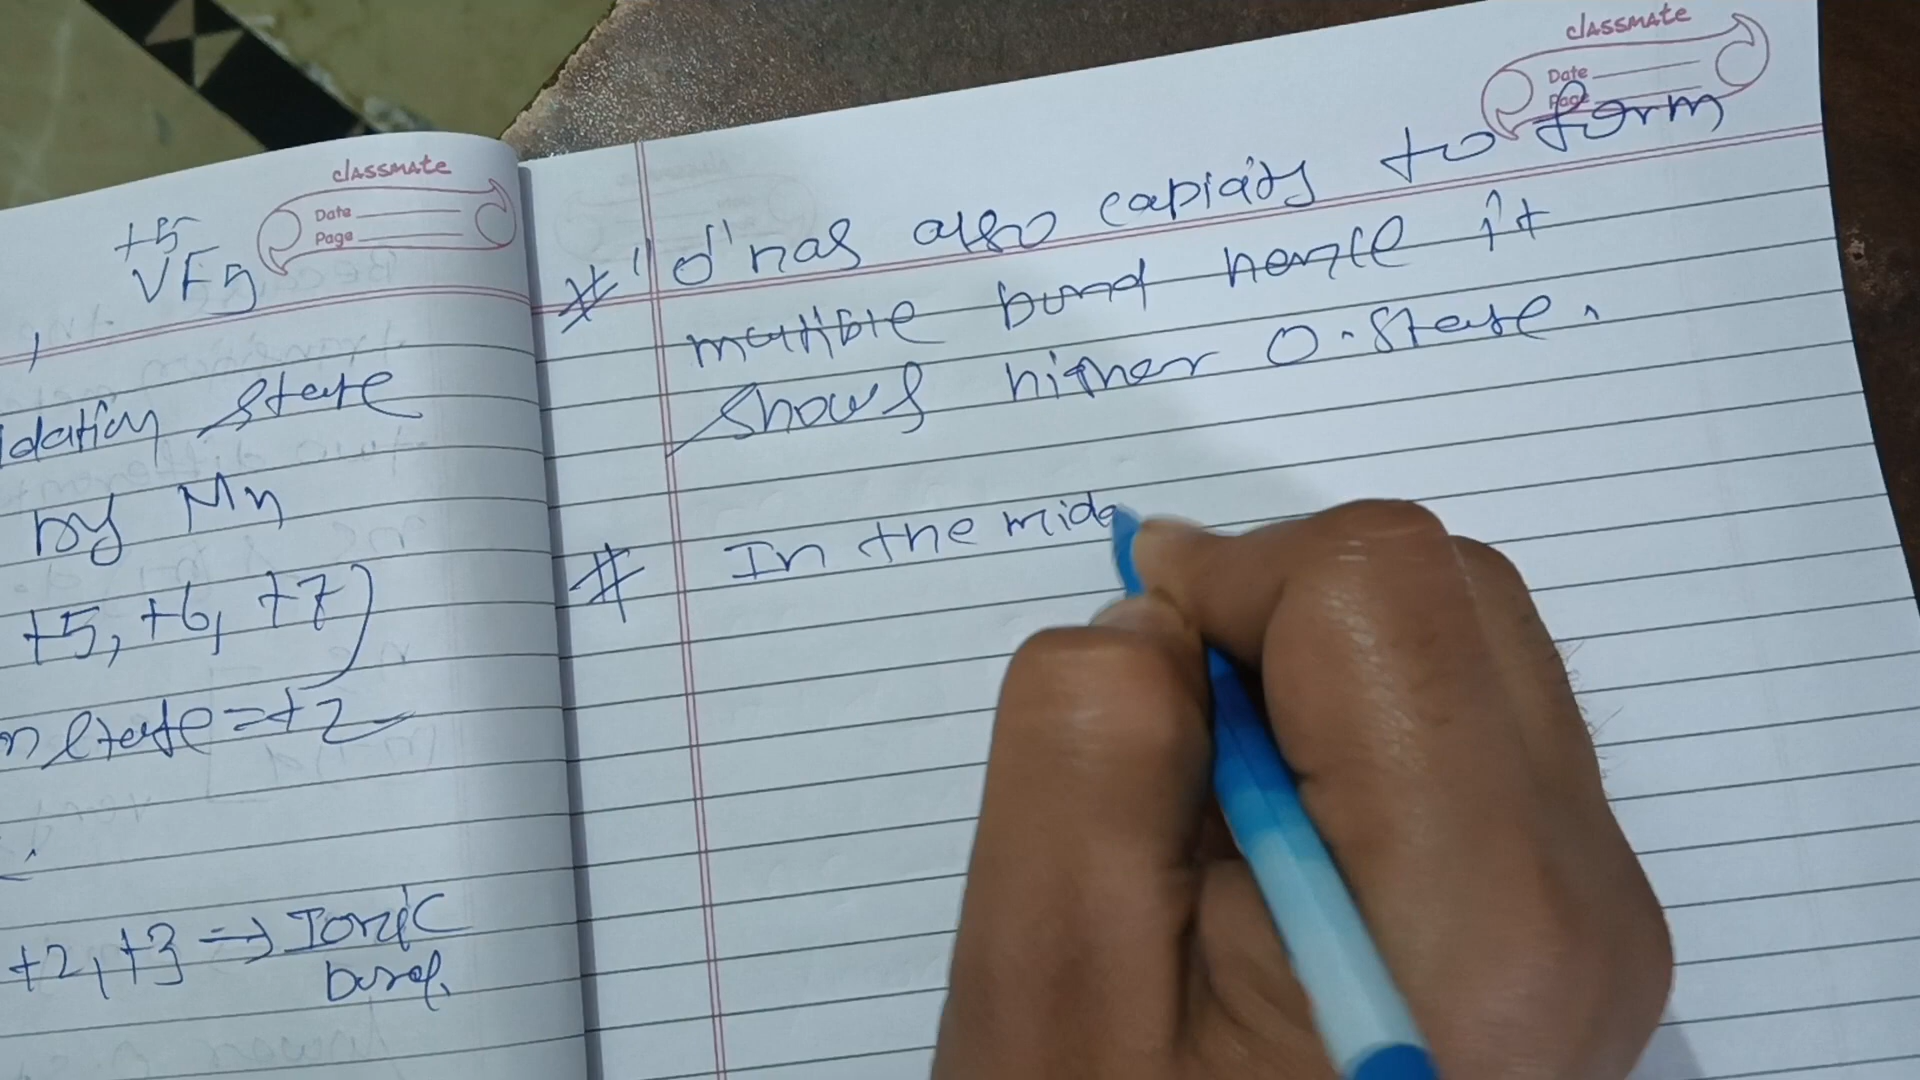 classmate
Date
Page
+5
VF5
idation state
by Mn
+5, +6, +7)
n state = +2
+2, +3 => Ionic
bond.
classmate
Date
Page
* "O" has also capicity to form
multiple bond hence it
shows higher O.State.
# In the mid